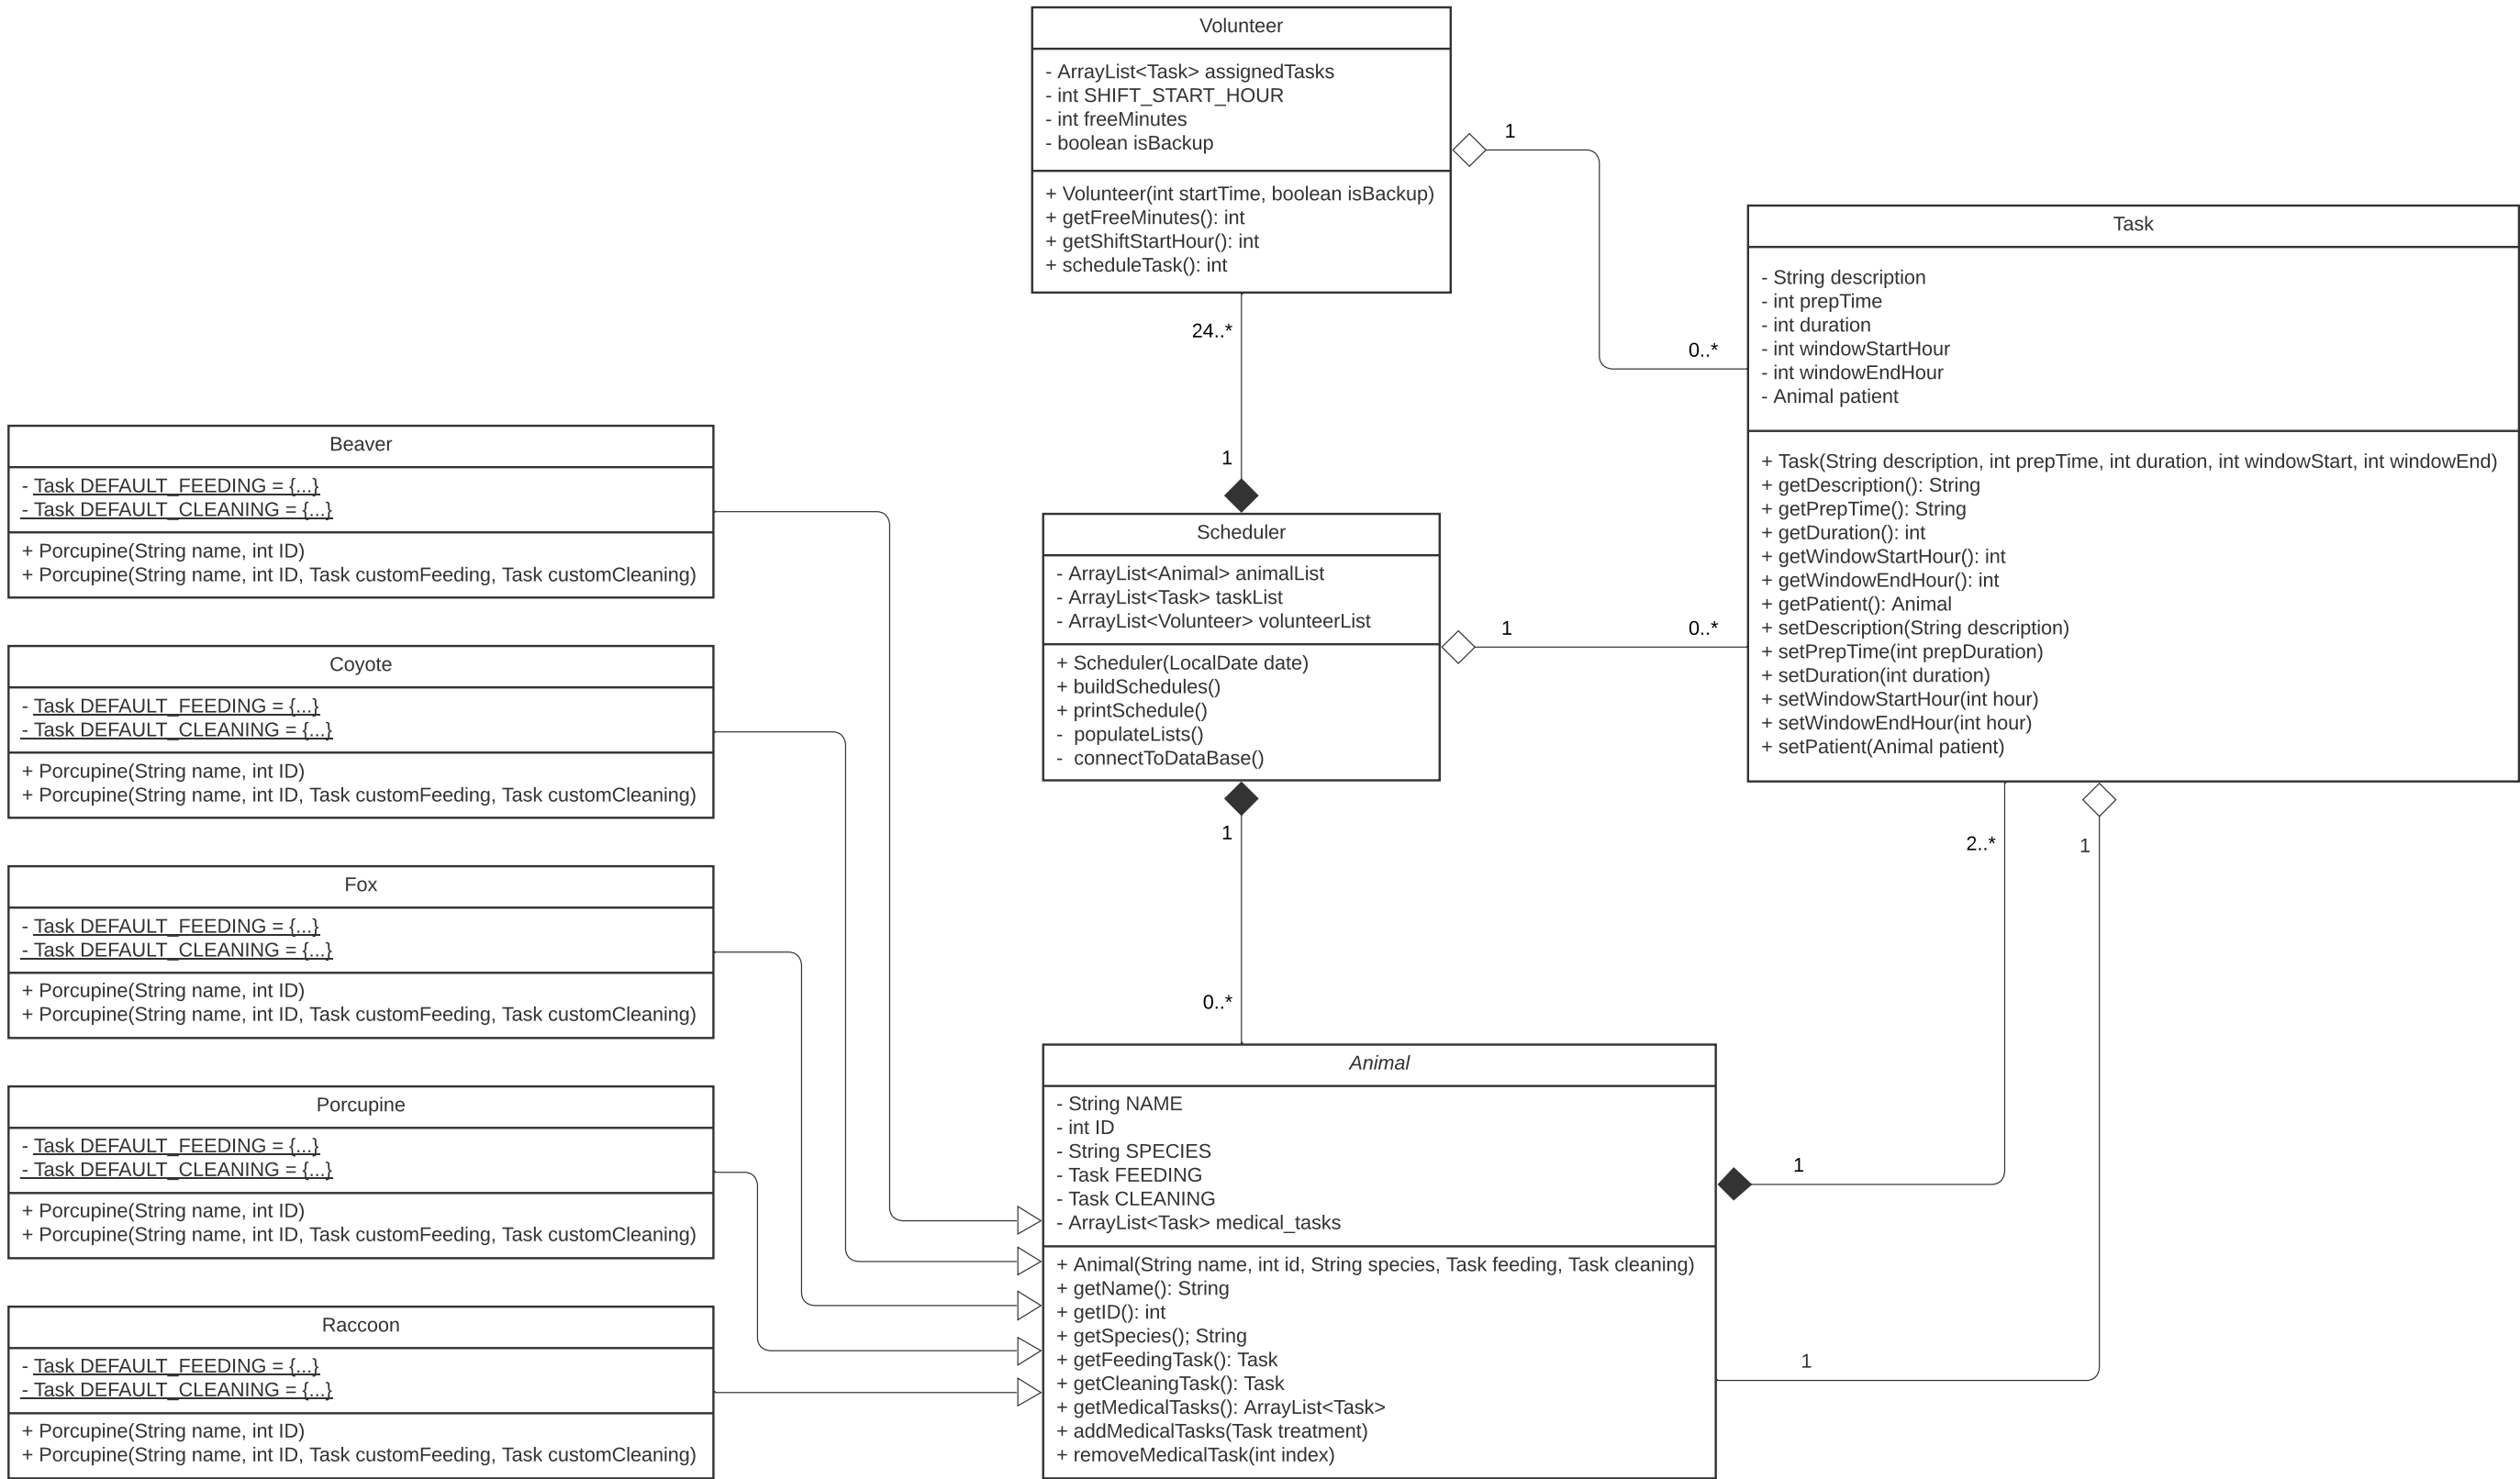 Volunteer
- ArrayList<Task> assignedTasks
- int SHIFT_START_HOUR
- int freeMinutes
- boolean isBackup
+ Volunteer(int startTime, boolean isBackup)
+ getFreeMinutes(): int
+ getShiftStartHour(): int
+ scheduleTask(): int
1
0..*
24..*
1
Task
- String description
- int prepTime
- int duration
- int windowStartHour
- int windowEndHour
- Animal patient
+ Task(String description, int prepTime, int duration, int windowStart, int windowEnd)
+ getDescription(): String
+ getPrepTime(): String
+ getDuration(): int
+ getWindowStartHour(): int
+ getWindowEndHour(): int
+ getPatient(): Animal
+ setDescription(String description)
+ setPrepTime(int prepDuration)
+ setDuration(int duration)
+ setWindowStartHour(int hour)
+ setWindowEndHour(int hour)
+ setPatient(Animal patient)
Scheduler
- ArrayList<Animal> animalList
- ArrayList<Task> taskList
- ArrayList<Volunteer> volunteerList
+ Scheduler(LocalDate date)
+ buildSchedules()
+ printSchedule()
-  populateLists()
-  connectToDataBase()
1
0..*
1
0..*
2..*
1
1
1
Beaver
- Task DEFAULT_FEEDING = {...}
- Task DEFAULT_CLEANING = {...}
+ Porcupine(String name, int ID)
+ Porcupine(String name, int ID, Task customFeeding, Task customCleaning)
Coyote
- Task DEFAULT_FEEDING = {...}
- Task DEFAULT_CLEANING = {...}
+ Porcupine(String name, int ID)
+ Porcupine(String name, int ID, Task customFeeding, Task customCleaning)
Fox
- Task DEFAULT_FEEDING = {...}
- Task DEFAULT_CLEANING = {...}
+ Porcupine(String name, int ID)
+ Porcupine(String name, int ID, Task customFeeding, Task customCleaning)
Porcupine
- Task DEFAULT_FEEDING = {...}
- Task DEFAULT_CLEANING = {...}
+ Porcupine(String name, int ID)
+ Porcupine(String name, int ID, Task customFeeding, Task customCleaning)
Raccoon
- Task DEFAULT_FEEDING = {...}
- Task DEFAULT_CLEANING = {...}
+ Porcupine(String name, int ID)
+ Porcupine(String name, int ID, Task customFeeding, Task customCleaning)
Animal
- String NAME
- int ID
- String SPECIES
- Task FEEDING
- Task CLEANING
- ArrayList<Task> medical_tasks
+ Animal(String name, int id, String species, Task feeding, Task cleaning)
+ getName(): String
+ getID(): int
+ getSpecies(); String
+ getFeedingTask(): Task
+ getCleaningTask(): Task
+ getMedicalTasks(): ArrayList<Task>
+ addMedicalTasks(Task treatment)
+ removeMedicalTask(int index)